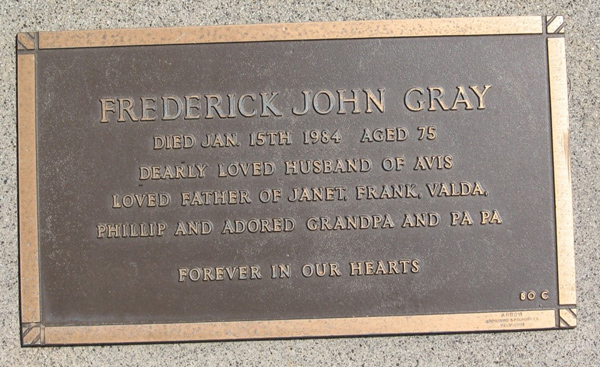 FREDERICK JOHN GRAY
DIED JAN. 15TH 1984 AGED 75
DEARLY LOVED HUSBAND OF AVIS
LOVED FATHER OF JANET, FRANK, VALDA,
PHILLIP AND ADORED GRANDPA AND PA PA
FOREVER IN OUR HEARTS
80 C
ARROW